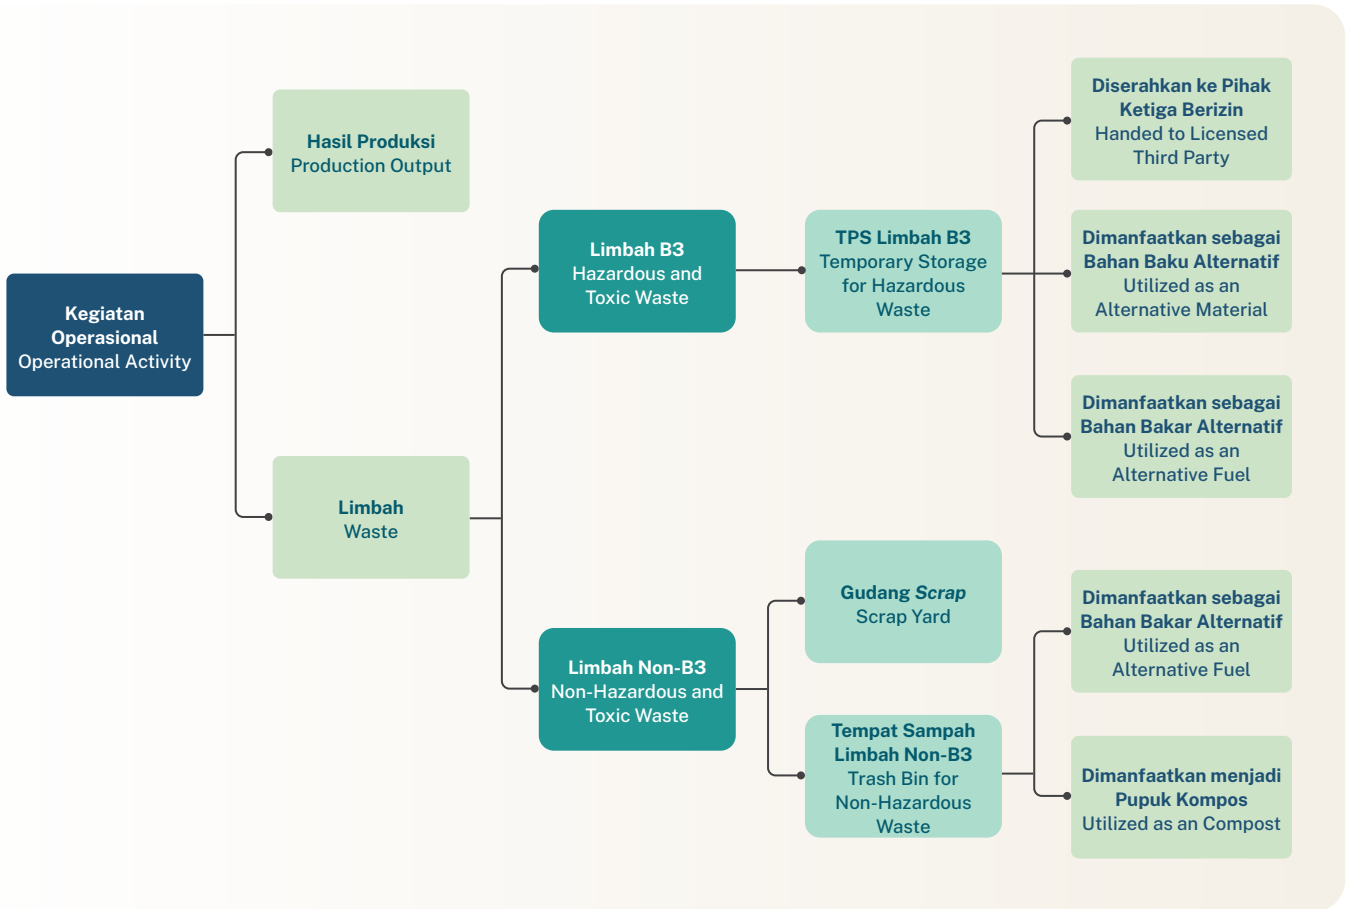 Kegiatan
Operasional
Operational Activity
Hasil Produksi
Production Output
Limbah
Waste
Limbah B3
Hazardous and
Toxic Waste
Limbah Non-B3
Non-Hazardous and
Toxic Waste
TPS Limbah B3
Temporary Storage
for Hazardous
Waste
Gudang Scrap
Scrap Yard
Tempat Sampah
Limbah Non-B3
Trash Bin for
Non-Hazardous
Waste
Diserahkan ke Pihak
Ketiga Berizin
Handed to Licensed
Third Party
Dimanfaatkan sebagai
Bahan Baku Alternatif
Utilized as an
Alternative Material
Dimanfaatkan sebagai
Bahan Bakar Alternatif
Utilized as an
Alternative Fuel
Dimanfaatkan sebagai
Bahan Bakar Alternatif
Utilized as an
Alternative Fuel
Dimanfaatkan menjadi
Pupuk Kompos
Utilized as an Compost